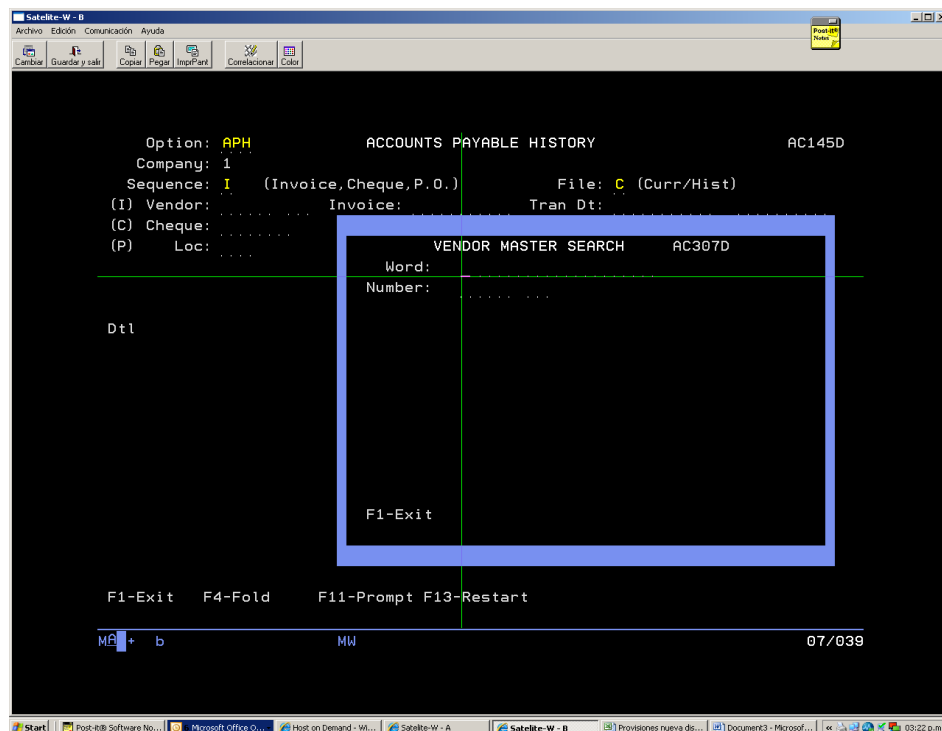 Satelite-W - B
Archivo Edición Comunicación Ayuda
Post-it®
Notes
Cambiar Guardar y salir Copiar Pegar ImprPant Correlacionar Color
Option: APH ACCOUNTS PAYABLE HISTORY AC145D
Company: 1
Sequence: I (Invoice,Cheque,P.O.) File: C (Curr/Hist)
(I) Vendor: Invoice: Tran Dt:
(C) Cheque:
(P) Loc: VENDOR MASTER SEARCH AC307D
Word:
Number:
Dtl
F1-Exit
F1-Exit F4-Fold F11-Prompt F13-Restart
MA + b MW 07/039
Start Post-it® Software No... Microsoft Office O... Host on Demand - Wi... Satelite-W - A Satelite-W - B Provisiones nueva dis... Document3 - Microsof... « 03:22 p.m.